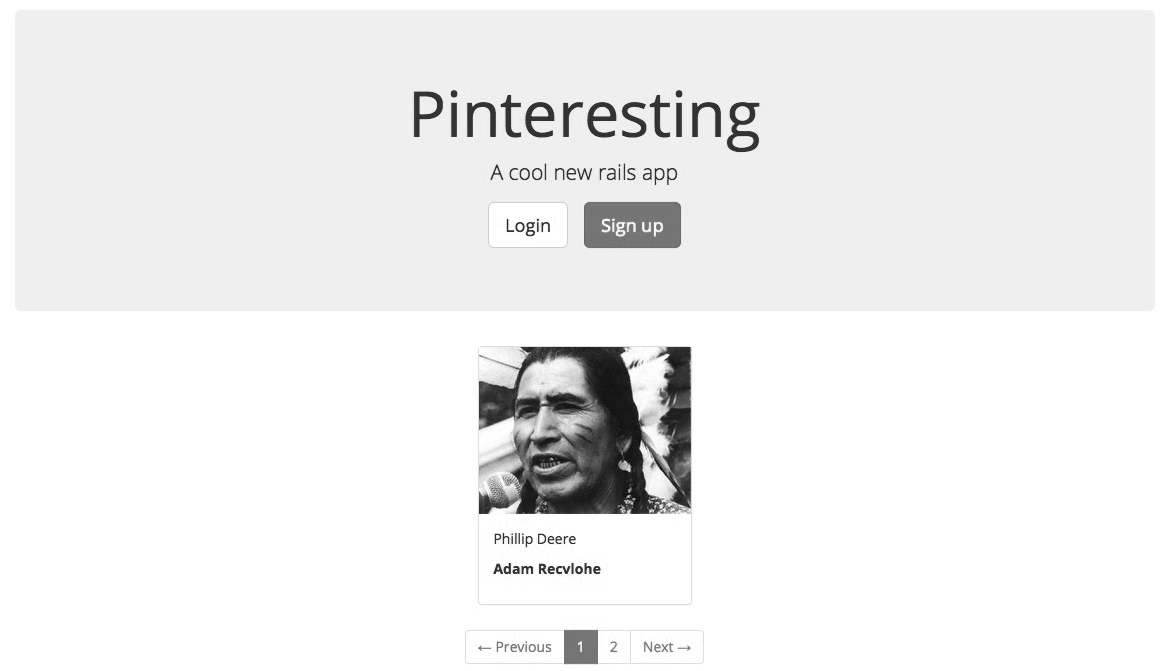 Pinteresting
A cool new rails app
Login Sign up
Phillip Deere
Adam Recvlohe
← Previous 1 2 Next →